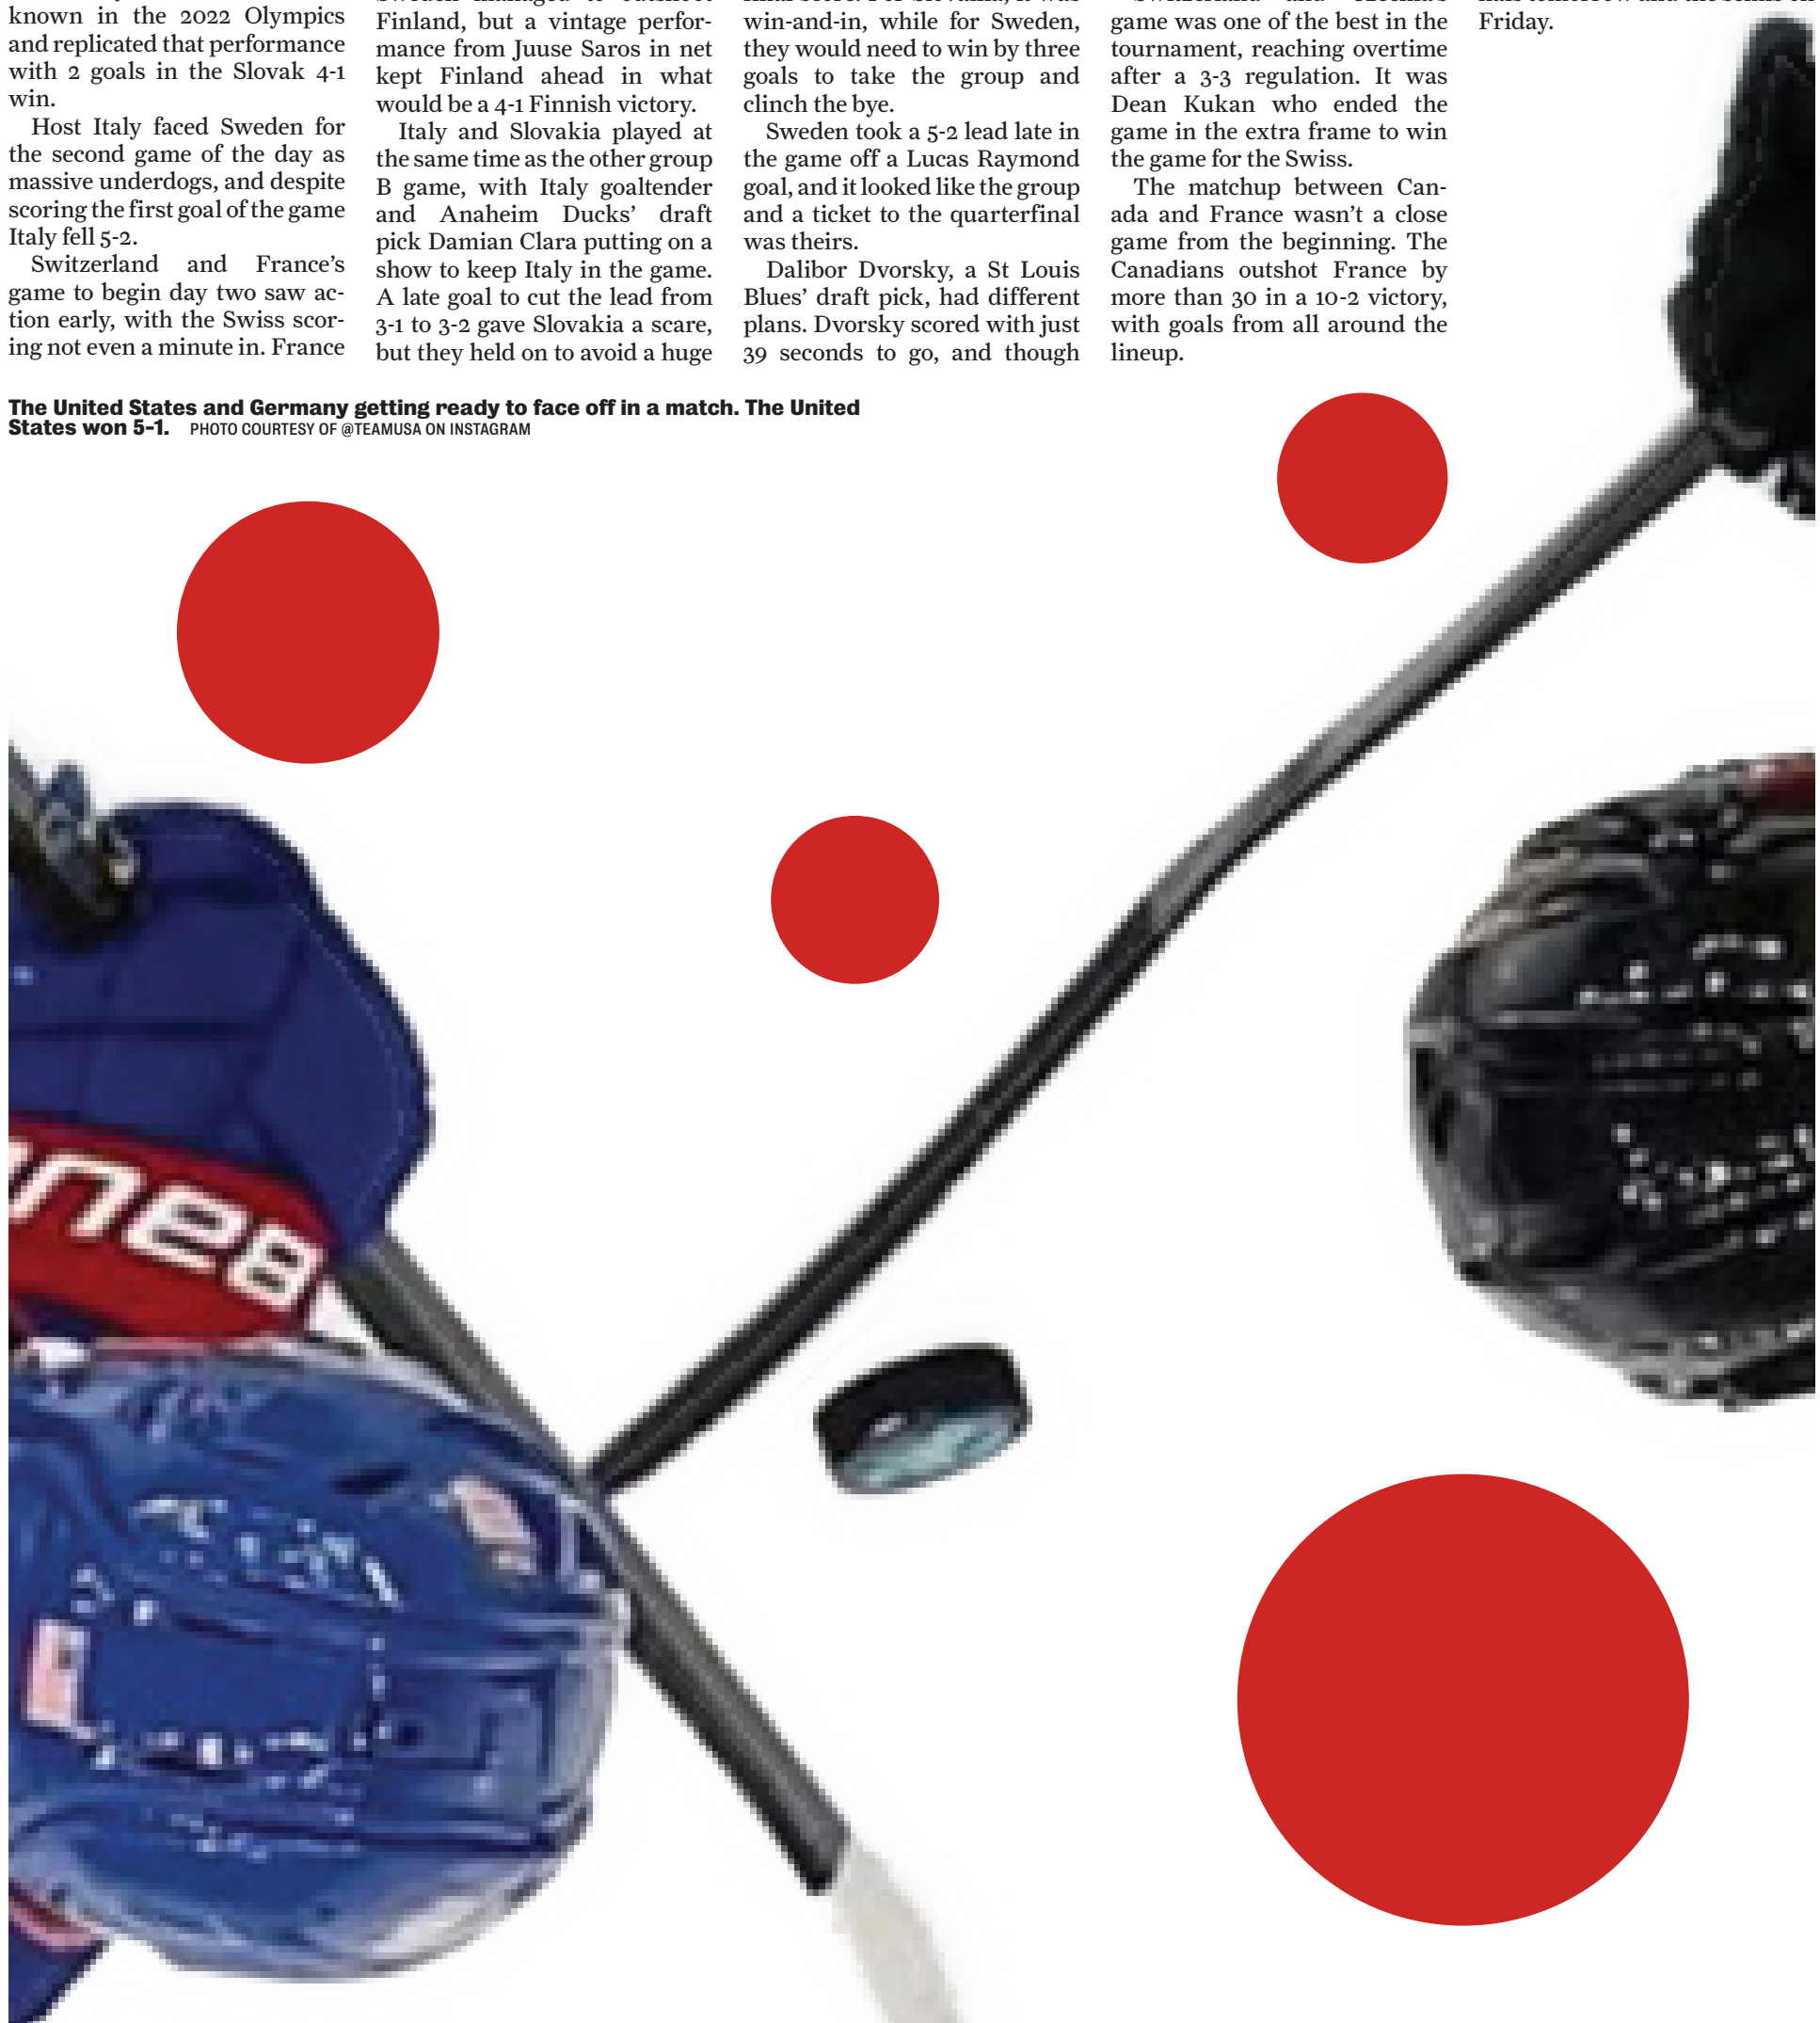 known in the 2022 Olympics
and replicated that performance
with 2 goals in the Slovak 4-1
win.
Host Italy faced Sweden for
the second game of the day as
massive underdogs, and despite
scoring the first goal of the game
Italy fell 5-2.
Switzerland and France's
game to begin day two saw ac-
tion early, with the Swiss scor-
ing not even a minute in. France
Finland, but a vintage perfor-
mance from Juuse Saros in net
kept Finland ahead in what
would be a 4-1 Finnish victory.
Italy and Slovakia played at
the same time as the other group
B game, with Italy goaltender
and Anaheim Ducks' draft
pick Damian Clara putting on a
show to keep Italy in the game.
A late goal to cut the lead from
3-1 to 3-2 gave Slovakia a scare,
but they held on to avoid a huge
win-and-in, while for Sweden,
they would need to win by three
goals to take the group and
clinch the bye.
Sweden took a 5-2 lead late in
the game off a Lucas Raymond
goal, and it looked like the group
and a ticket to the quarterfinal
was theirs.
Dalibor Dvorsky, a St Louis
Blues' draft pick, had different
plans. Dvorsky scored with just
39 seconds to go, and though
game was one of the best in the
tournament, reaching overtime
after a 3-3 regulation. It was
Dean Kukan who ended the
game in the extra frame to win
the game for the Swiss.
The matchup between Can-
ada and France wasn't a close
game from the beginning. The
Canadians outshot France by
more than 30 in a 10-2 victory,
with goals from all around the
lineup.
Friday.
The United States and Germany getting ready to face off in a match. The United
States won 5-1. PHOTO COURTESY OF @TEAMUSA ON INSTAGRAM